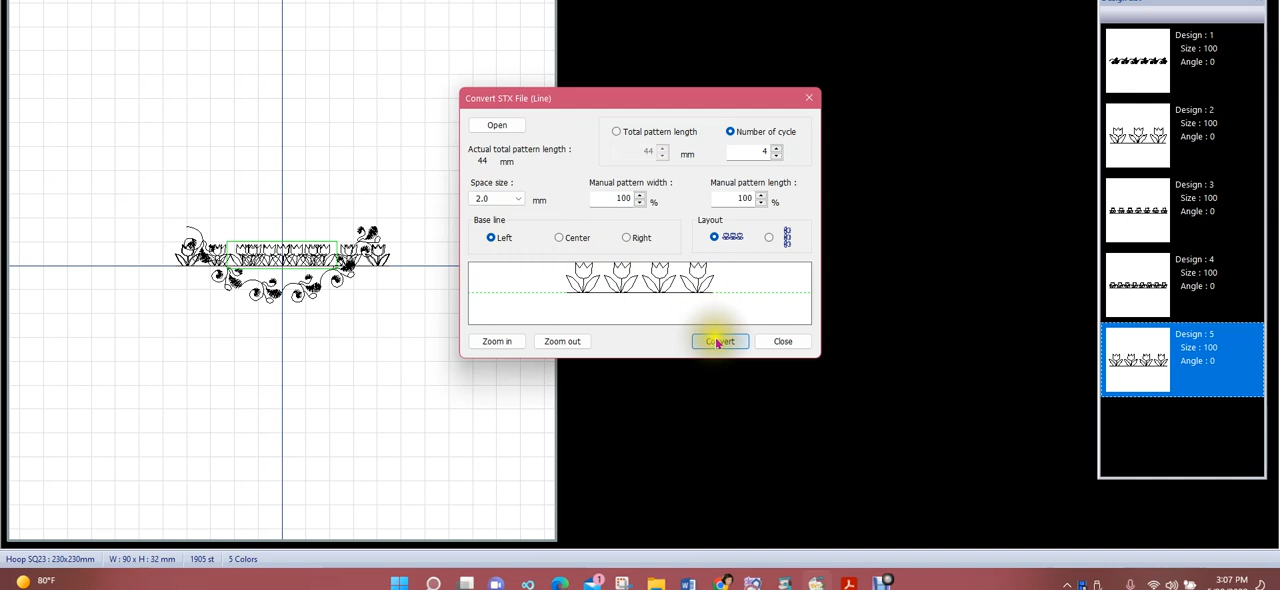 Convert STX File (Line)
Open
Total pattern length
Number of cycle
44
mm
4
Actual total pattern length :
44 mm
Space size :
2.0
mm
Manual pattern width :
100
%
Manual pattern length :
100
%
Base line
Left
Center
Right
Layout
Zoom in
Zoom out
Convert
Close
Design : 1
Size : 100
Angle : 0
Design : 2
Size : 100
Angle : 0
Design : 3
Size : 100
Angle : 0
Design : 4
Size : 100
Angle : 0
Design : 5
Size : 100
Angle : 0
Hoop SQ23 : 230x230mm
W : 90 x H : 32 mm
1905 st
5 Colors
80°F
1
3:07 PM